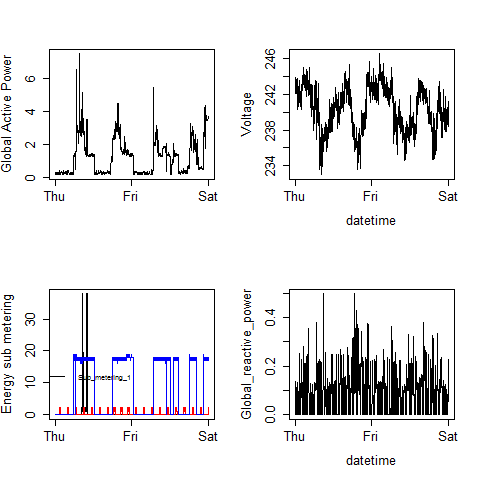 Global Active Power
6
4
2
0
Thu Fri Sat
Voltage
246
242
238
234
Thu Fri Sat
datetime
Energy sub metering
30
20
10
0
Sub_metering_1
Thu Fri Sat
Global_reactive_power
0.4
0.2
0.0
Thu Fri Sat
datetime